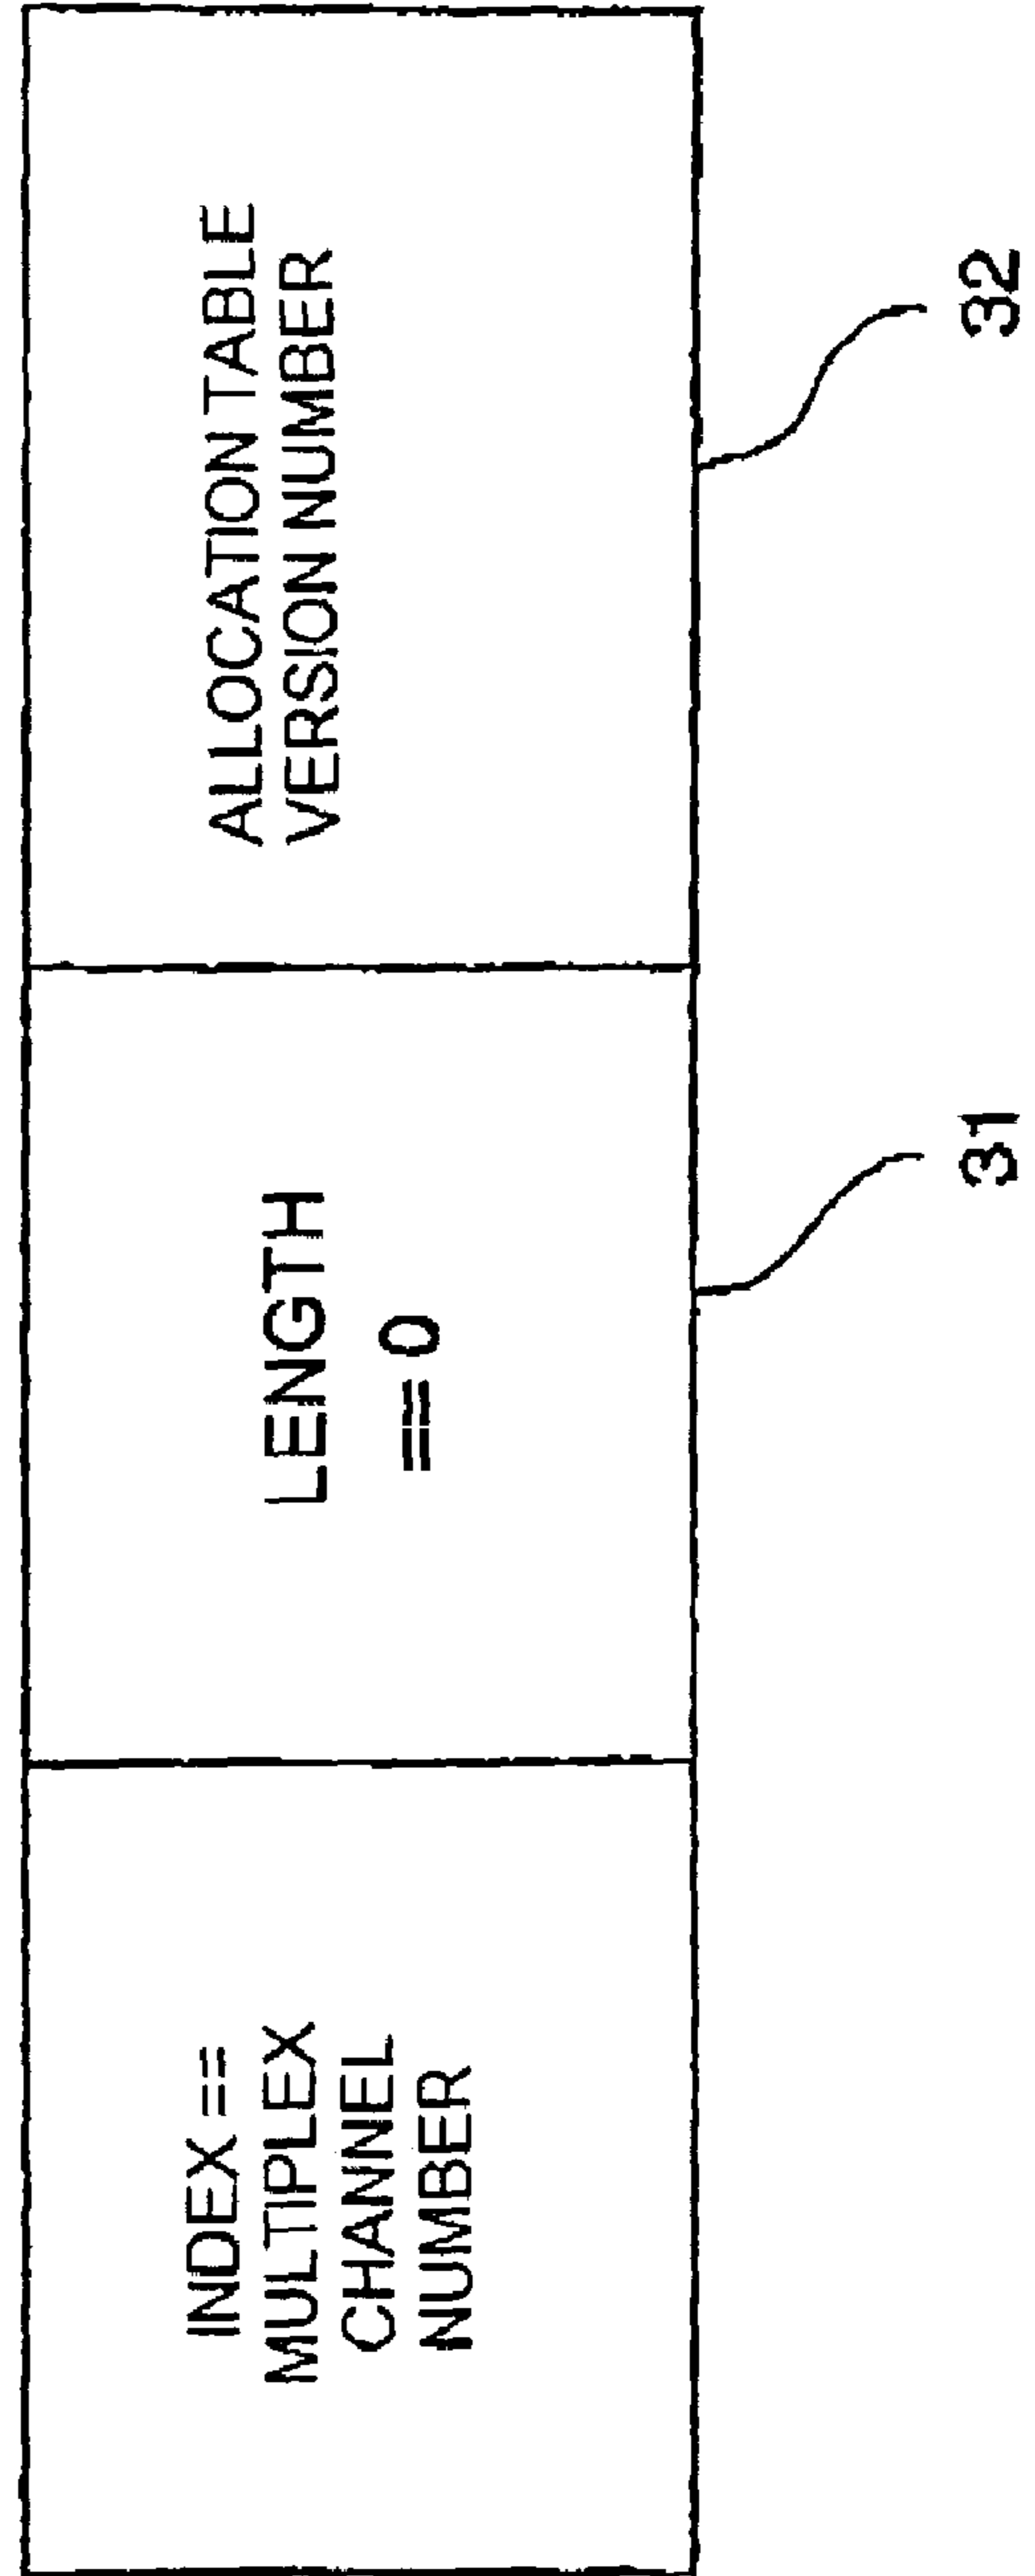 INDEX ==
MULTIPLEX
CHANNEL
NUMBER
LENGTH
== 0
ALLOCATION TABLE
VERSION NUMBER
31
32